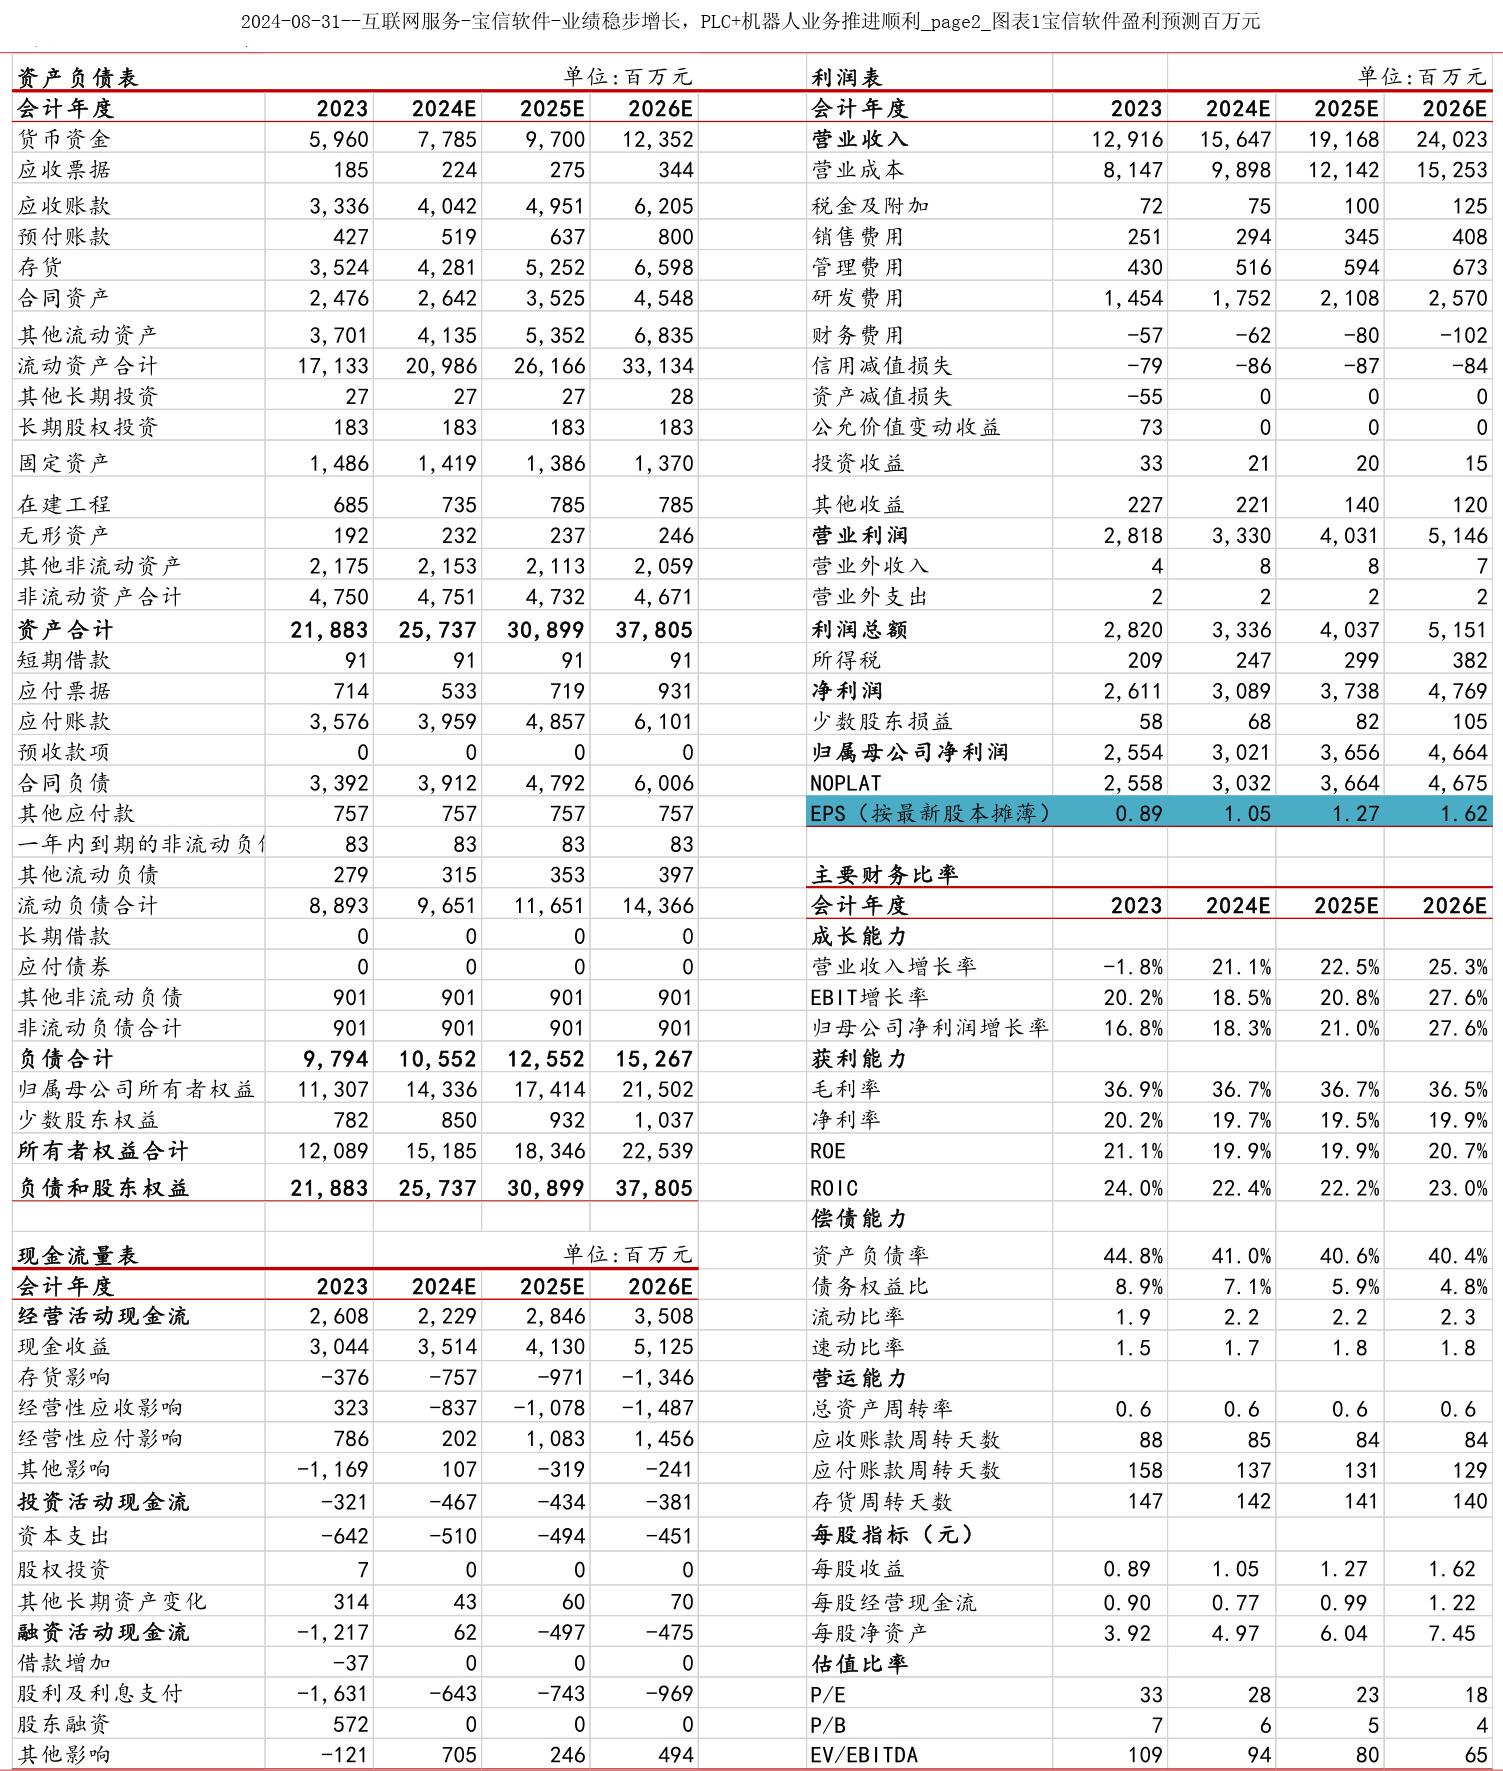 2024-08-31--互联网服务-宝信软件-业绩稳步增长，PLC+机器人业务推进顺利_page2_图表1宝信软件盈利预测百万元
资产负债表 单位:百万元
会计年度 2023 2024E 2025E 2026E
货币资金 5,960 7,785 9,700 12,352
应收票据 185 224 275 344
应收账款 3,336 4,042 4,951 6,205
预付账款 427 519 637 800
存货 3,524 4,281 5,252 6,598
合同资产 2,476 2,642 3,525 4,548
其他流动资产 3,701 4,135 5,352 6,835
流动资产合计 17,133 20,986 26,166 33,134
其他长期投资 27 27 27 28
长期股权投资 183 183 183 183
固定资产 1,486 1,419 1,386 1,370
在建工程 685 735 785 785
无形资产 192 232 237 246
其他非流动资产 2,175 2,153 2,113 2,059
非流动资产合计 4,750 4,751 4,732 4,671
资产合计 21,883 25,737 30,899 37,805
短期借款 91 91 91 91
应付票据 714 533 719 931
应付账款 3,576 3,959 4,857 6,101
预收款项 0 0 0 0
合同负债 3,392 3,912 4,792 6,006
其他应付款 757 757 757 757
一年内到期的非流动负 83 83 83 83
其他流动负债 279 315 353 397
流动负债合计 8,893 9,651 11,651 14,366
长期借款 0 0 0 0
应付债券 0 0 0 0
其他非流动负债 901 901 901 901
非流动负债合计 901 901 901 901
负债合计 9,794 10,552 12,552 15,267
归属母公司所有者权益 11,307 14,336 17,414 21,502
少数股东权益 782 850 932 1,037
所有者权益合计 12,089 15,185 18,346 22,539
负债和股东权益 21,883 25,737 30,899 37,805
现金流量表 单位:百万元
会计年度 2023 2024E 2025E 2026E
经营活动现金流 2,608 2,229 2,846 3,508
现金收益 3,044 3,514 4,130 5,125
存货影响 -376 -757 -971 -1,346
经营性应收影响 323 -837 -1,078 -1,487
经营性应付影响 786 202 1,083 1,456
其他影响 -1,169 107 -319 -241
投资活动现金流 -321 -467 -434 -381
资本支出 -642 -510 -494 -451
股权投资 7 0 0 0
其他长期资产变化 314 43 60 70
融资活动现金流 -1,217 62 -497 -475
借款增加 -37 0 0 0
股利及利息支付 -1,631 -643 -743 -969
股东融资 572 0 0 0
其他影响 -121 705 246 494
利润表 单位:百万元
会计年度 2023 2024E 2025E 2026E
营业收入 12,916 15,647 19,168 24,023
营业成本 8,147 9,898 12,142 15,253
税金及附加 72 75 100 125
销售费用 251 294 345 408
管理费用 430 516 594 673
研发费用 1,454 1,752 2,108 2,570
财务费用 -57 -62 -80 -102
信用减值损失 -79 -86 -87 -84
资产减值损失 -55 0 0 0
公允价值变动收益 73 0 0 0
投资收益 33 21 20 15
其他收益 227 221 140 120
营业利润 2,818 3,330 4,031 5,146
营业外收入 4 8 8 7
营业外支出 2 2 2 2
利润总额 2,820 3,336 4,037 5,151
所得税 209 247 299 382
净利润 2,611 3,089 3,738 4,769
少数股东损益 58 68 82 105
归属母公司净利润 2,554 3,021 3,656 4,664
NOPLAT 2,558 3,032 3,664 4,675
EPS（按最新股本摊薄） 0.89 1.05 1.27 1.62
主要财务比率
会计年度 2023 2024E 2025E 2026E
成长能力
营业收入增长率 -1.8% 21.1% 22.5% 25.3%
EBIT增长率 20.2% 18.5% 20.8% 27.6%
归母公司净利润增长率 16.8% 18.3% 21.0% 27.6%
获利能力
毛利率 36.9% 36.7% 36.7% 36.5%
净利率 20.2% 19.7% 19.5% 19.9%
ROE 21.1% 19.9% 19.9% 20.7%
ROIC 24.0% 22.4% 22.2% 23.0%
偿债能力
资产负债率 44.8% 41.0% 40.6% 40.4%
债务权益比 8.9% 7.1% 5.9% 4.8%
流动比率 1.9 2.2 2.2 2.3
速动比率 1.5 1.7 1.8 1.8
营运能力
总资产周转率 0.6 0.6 0.6 0.6
应收账款周转天数 88 85 84 84
应付账款周转天数 158 137 131 129
存货周转天数 147 142 141 140
每股指标（元）
每股收益 0.89 1.05 1.27 1.62
每股经营现金流 0.90 0.77 0.99 1.22
每股净资产 3.92 4.97 6.04 7.45
估值比率
P/E 33 28 23 18
P/B 7 6 5 4
EV/EBITDA 109 94 80 65